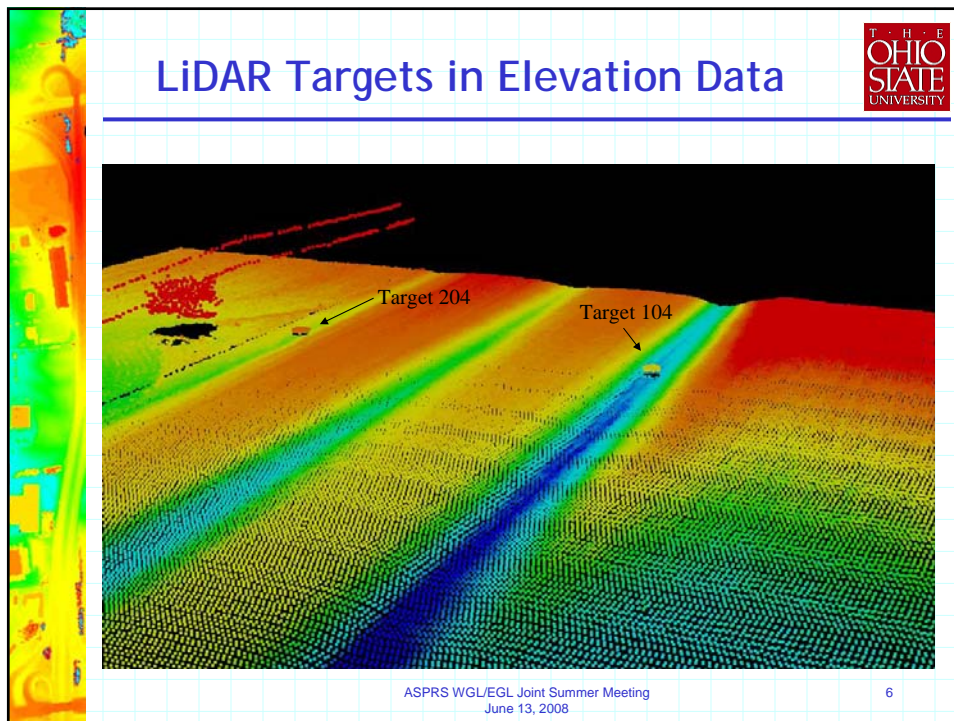 LiDAR Targets in Elevation Data
T · H · E
OHIO
STATE
UNIVERSITY
Target 204
Target 104
ASPRS WGL/EGL Joint Summer Meeting
June 13, 2008
6